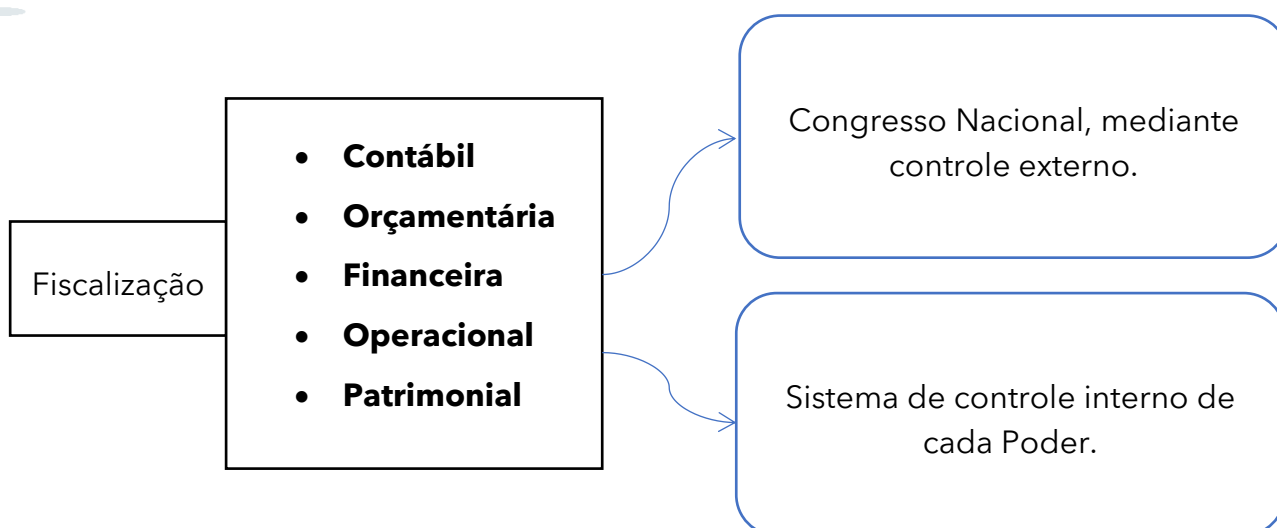 Fiscalização
• Contábil
• Orçamentária
• Financeira
• Operacional
• Patrimonial
Congresso Nacional, mediante
controle externo.
Sistema de controle interno de
cada Poder.